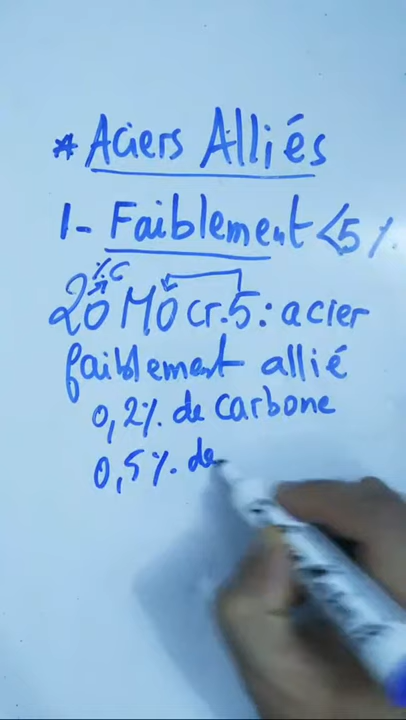 * Aciers Alliés
1- Faiblement <5%
%C
20 MO Cr.5: acier
faiblement allié
0,2% de Carbone
0,5% de